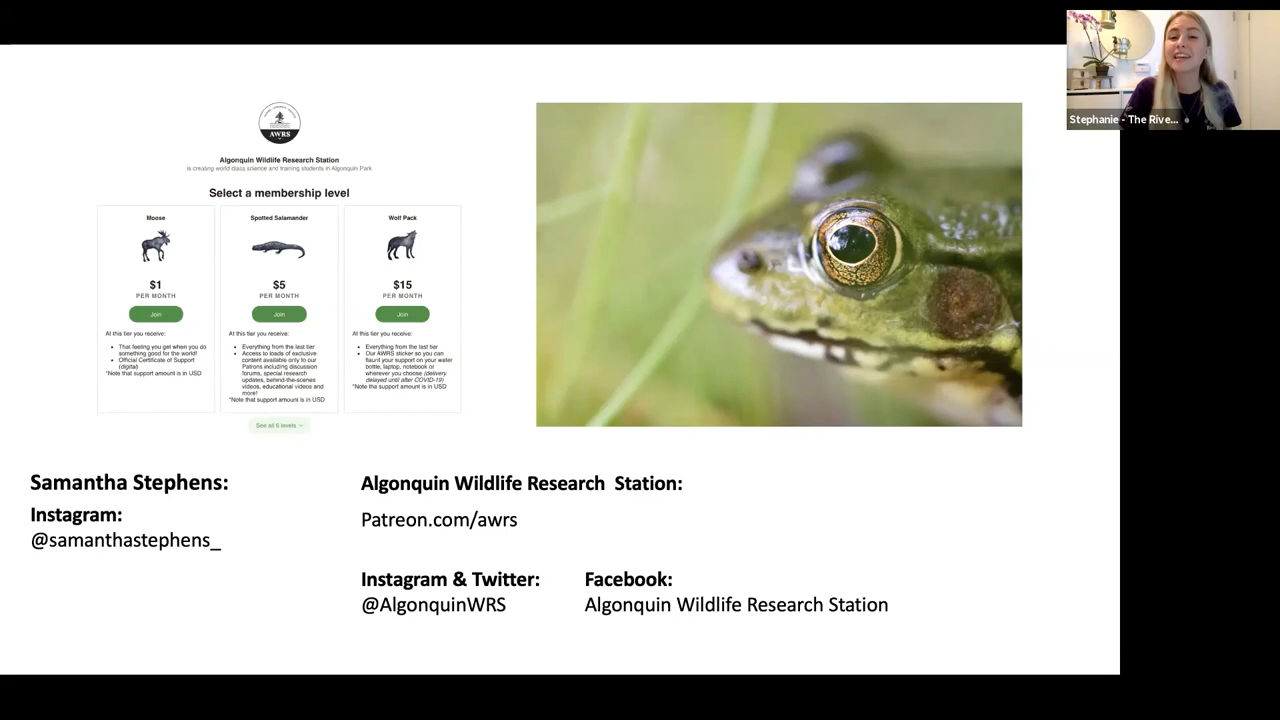 AWRS
Algonquin Wildlife Research Station
is creating world class science and training students in Algonquin Park
Select a membership level
Moose
$1
PER MONTH
Join
At this tier you receive:
• That feeling you get when you do
something good for the world!
• Official Certificate of Support
(digital)
*Note that support amount is in USD
Spotted Salamander
$5
PER MONTH
Join
At this tier you receive:
• Everything from the last tier
• Access to loads of exclusive
content available only to our
Patrons including discussion
forums, special research
updates, behind-the-scenes
videos, educational videos and
more!
*Note that support amount is in USD
Wolf Pack
$15
PER MONTH
Join
At this tier you receive:
• Everything from the last tier
• Our AWRS sticker so you can
flaunt your support on your water
bottle, laptop, notebook or
wherever you choose (delivery
delayed until after COVID-19)
*Note tha support amount is in USD
See all 6 levels
Stephanie - The Rive...
Samantha Stephens:
Instagram:
@samanthastephens_
Algonquin Wildlife Research Station:
Patreon.com/awrs
Instagram & Twitter:
@AlgonquinWRS
Facebook:
Algonquin Wildlife Research Station